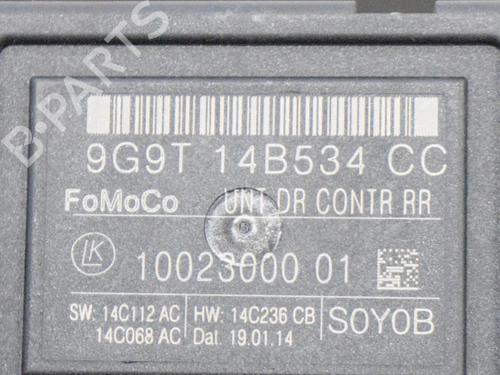 9G9T 14B534 CC
FoMoCo UNT DR CONTR RR
LK 10023000 01
SW: 14C112 AC HW: 14C236 CB S0Y0B
14C068 AC Dat. 19.01.14
B-PARTS